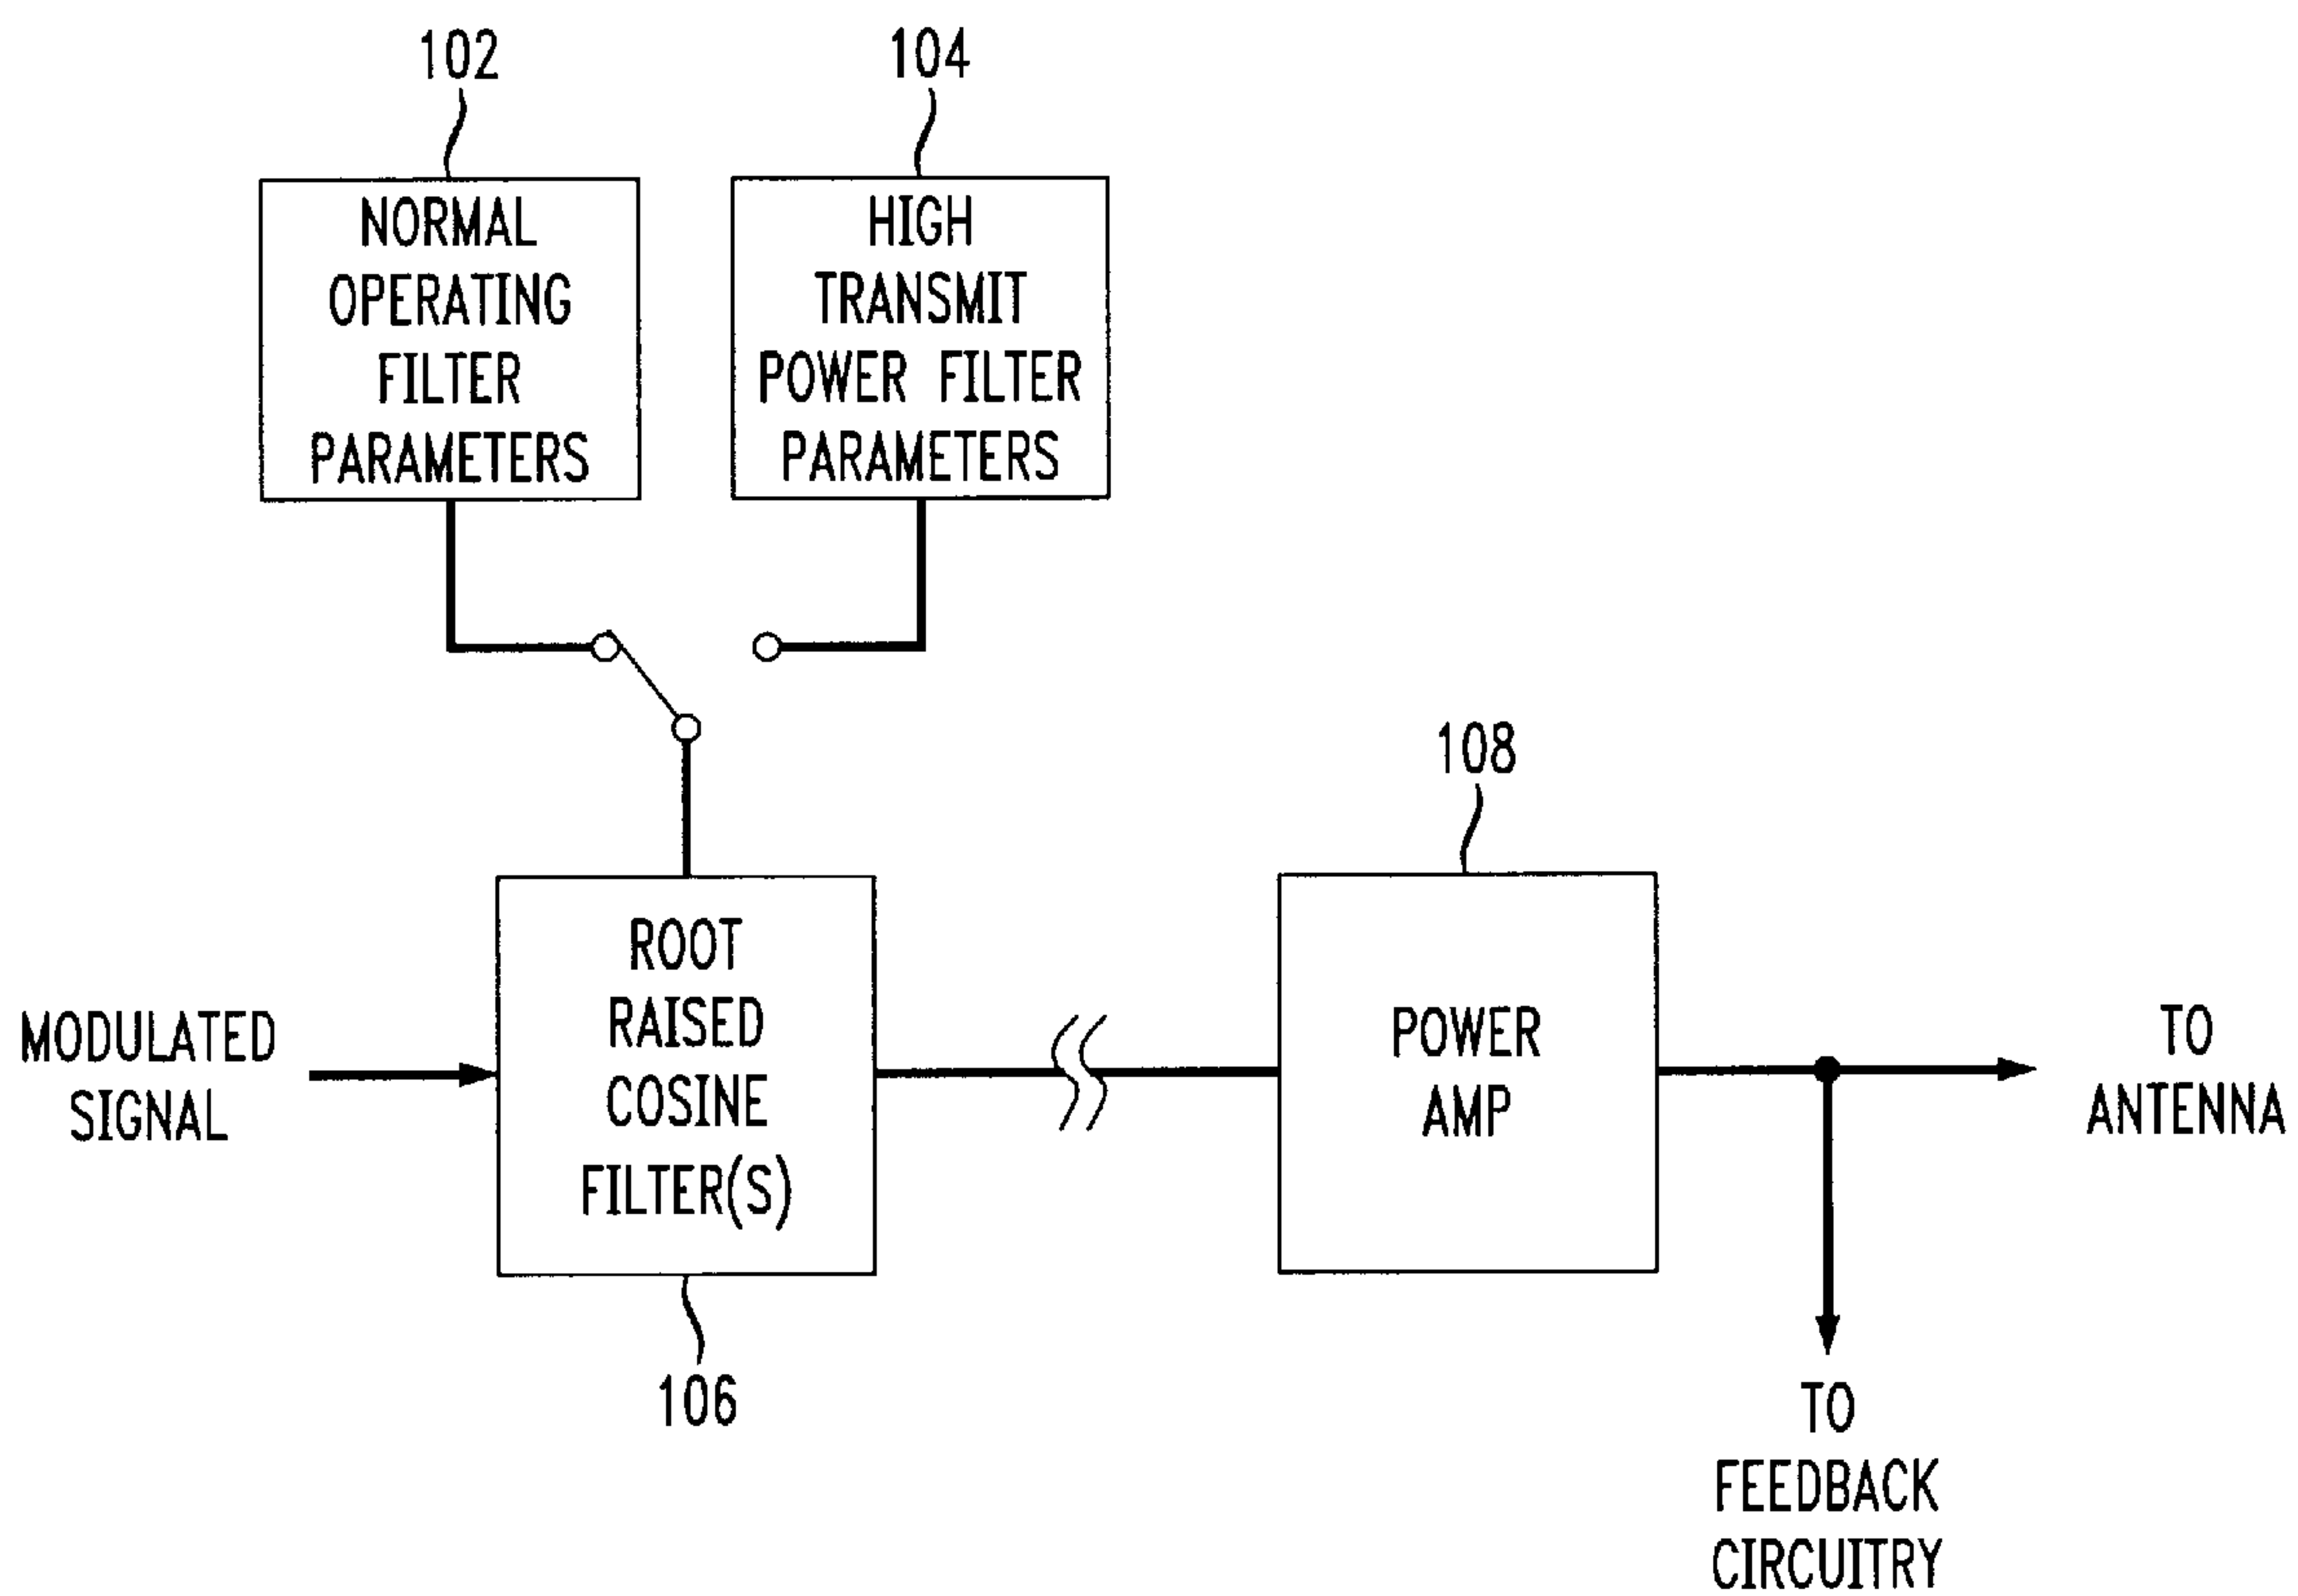 102
104
NORMAL
OPERATING
FILTER
PARAMETERS
HIGH
TRANSMIT
POWER FILTER
PARAMETERS
108
MODULATED
SIGNAL
ROOT
RAISED
COSINE
FILTER(S)
POWER
AMP
TO
ANTENNA
106
TO
FEEDBACK
CIRCUITRY